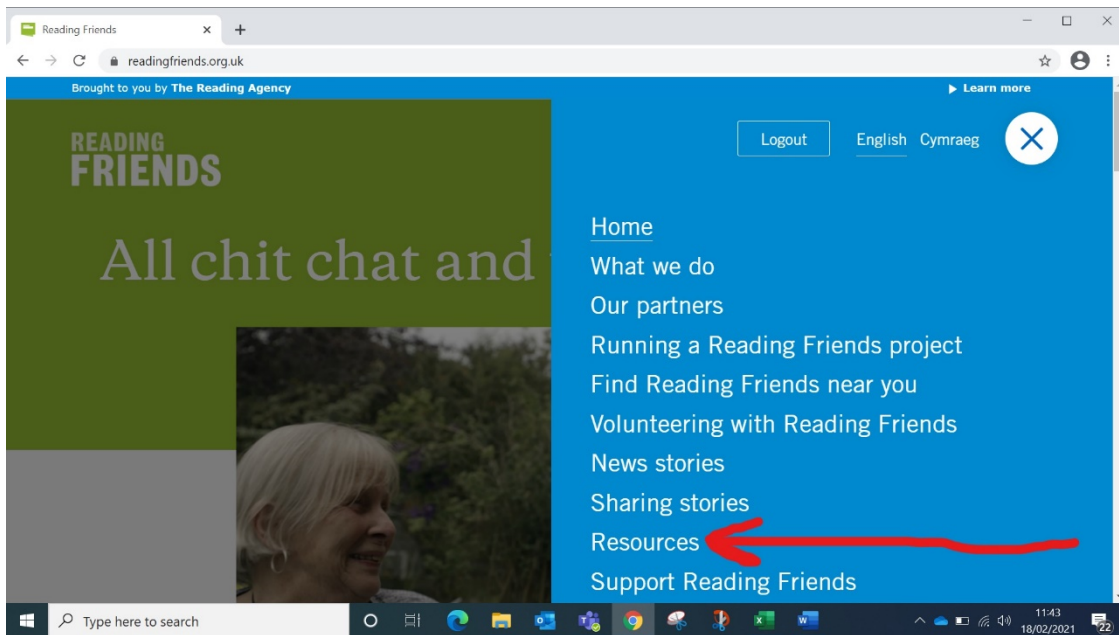 Reading Friends
readingfriends.org.uk
Brought to you by The Reading Agency
Learn more
READING
FRIENDS
Logout
English Cymraeg
All chit chat and
Home
What we do
Our partners
Running a Reading Friends project
Find Reading Friends near you
Volunteering with Reading Friends
News stories
Sharing stories
Resources
Support Reading Friends
Type here to search
11:43
18/02/2021
22